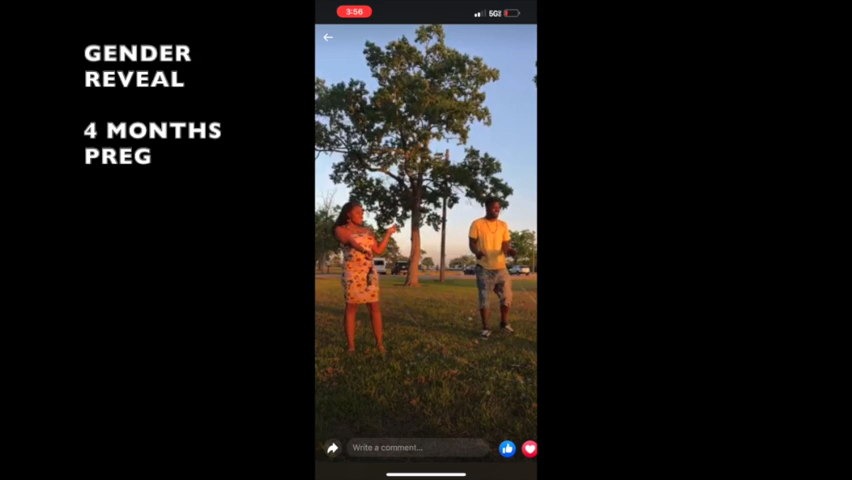 GENDER
REVEAL
4 MONTHS
PREG
3:56
5G
Write a comment...